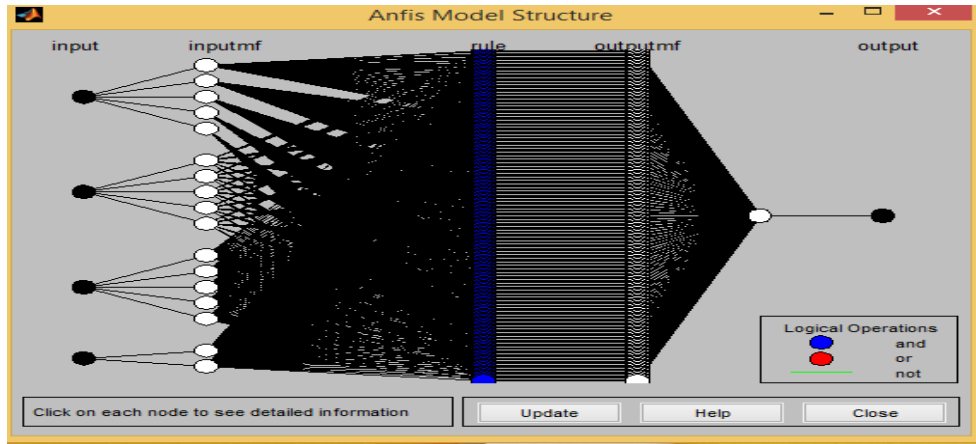 Anfis Model Structure
input inputmf rule outputmf output
Logical Operations
and
or
not
Click on each node to see detailed information Update Help Close